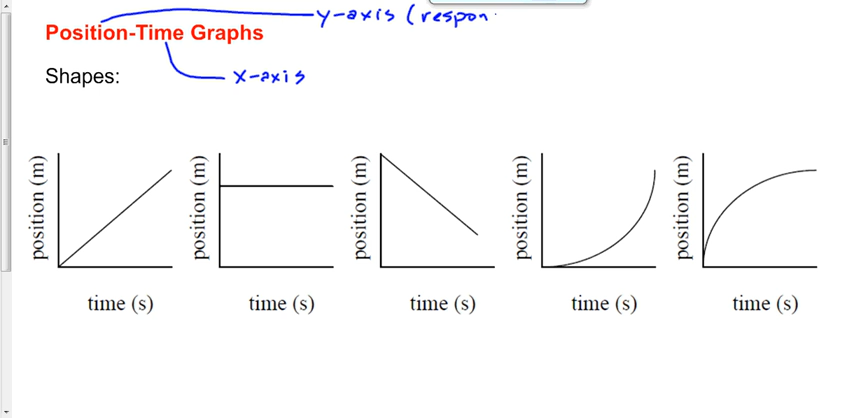 y-axis (respon
Position-Time Graphs
Shapes:
x-axis
position (m)
position (m)
position (m)
position (m)
position (m)
time (s)
time (s)
time (s)
time (s)
time (s)